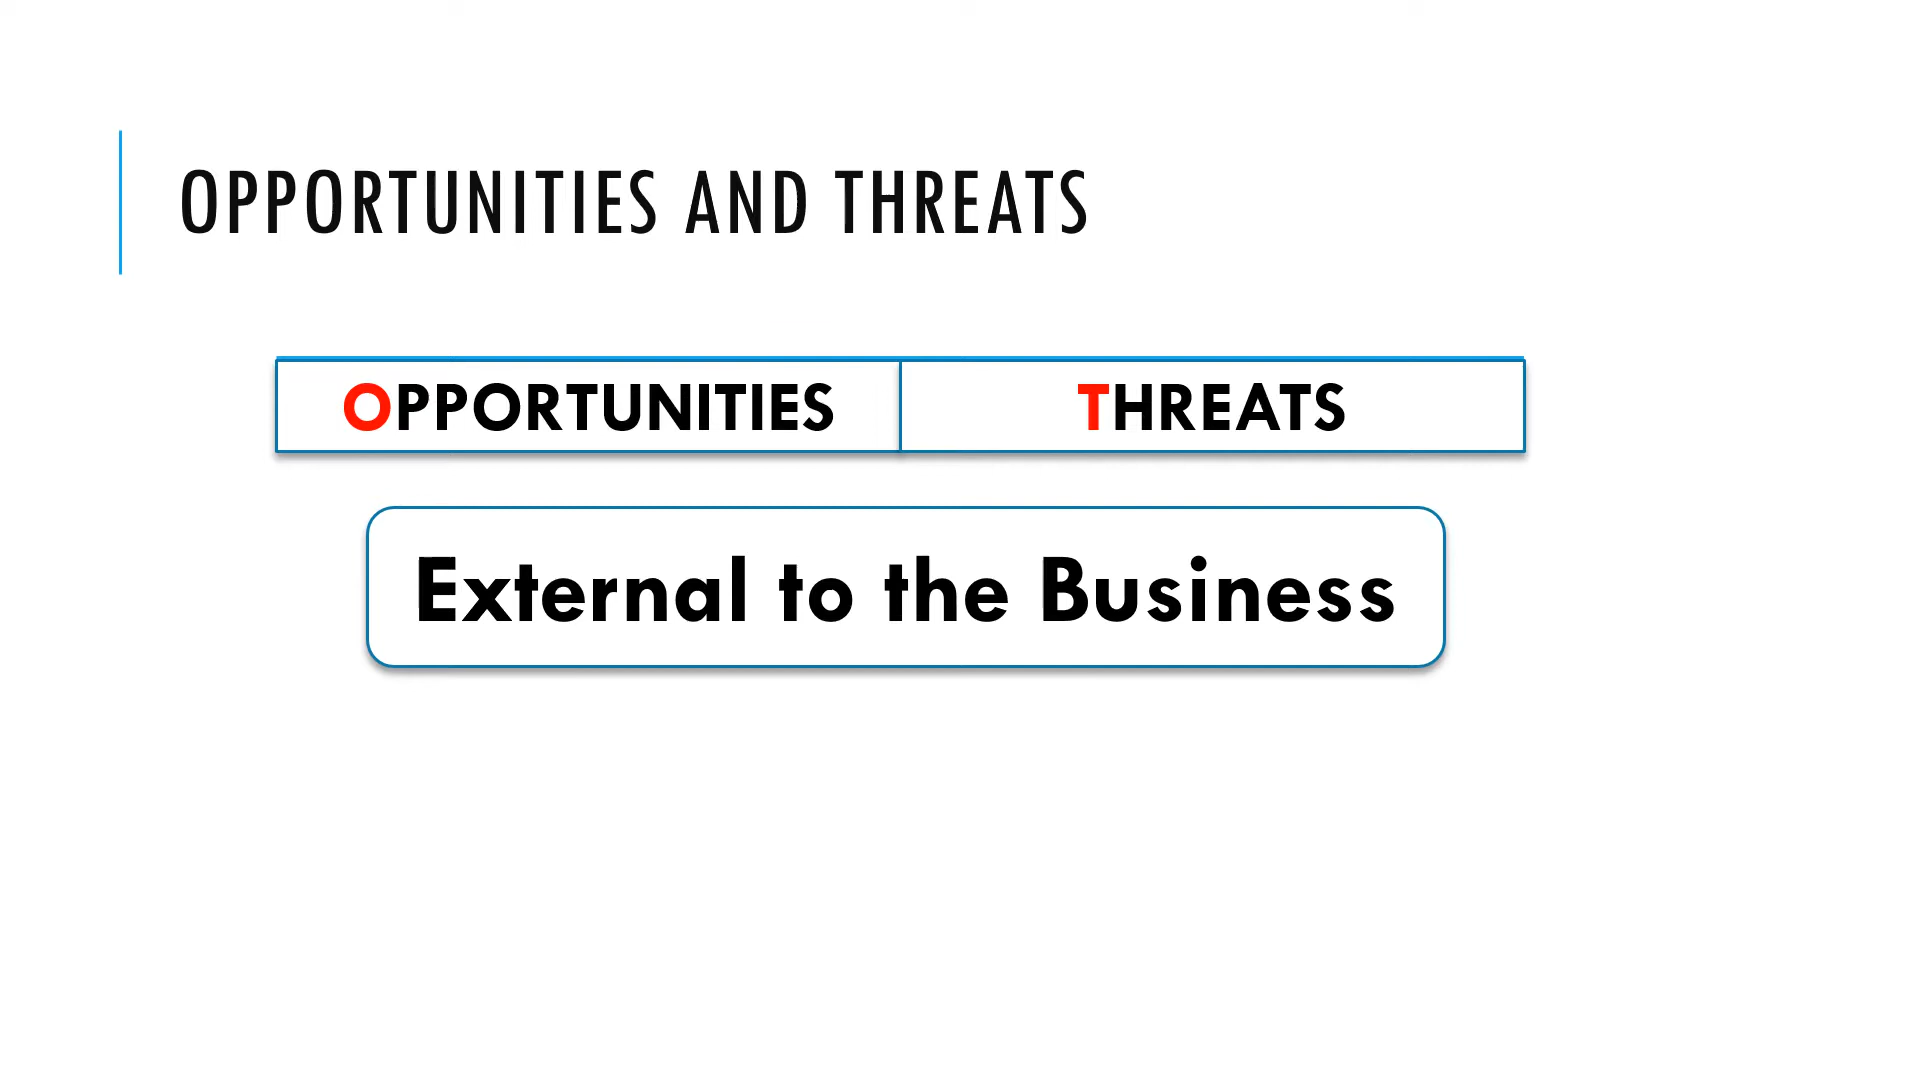 OPPORTUNITIES AND THREATS
OPPORTUNITIES THREATS
External to the Business